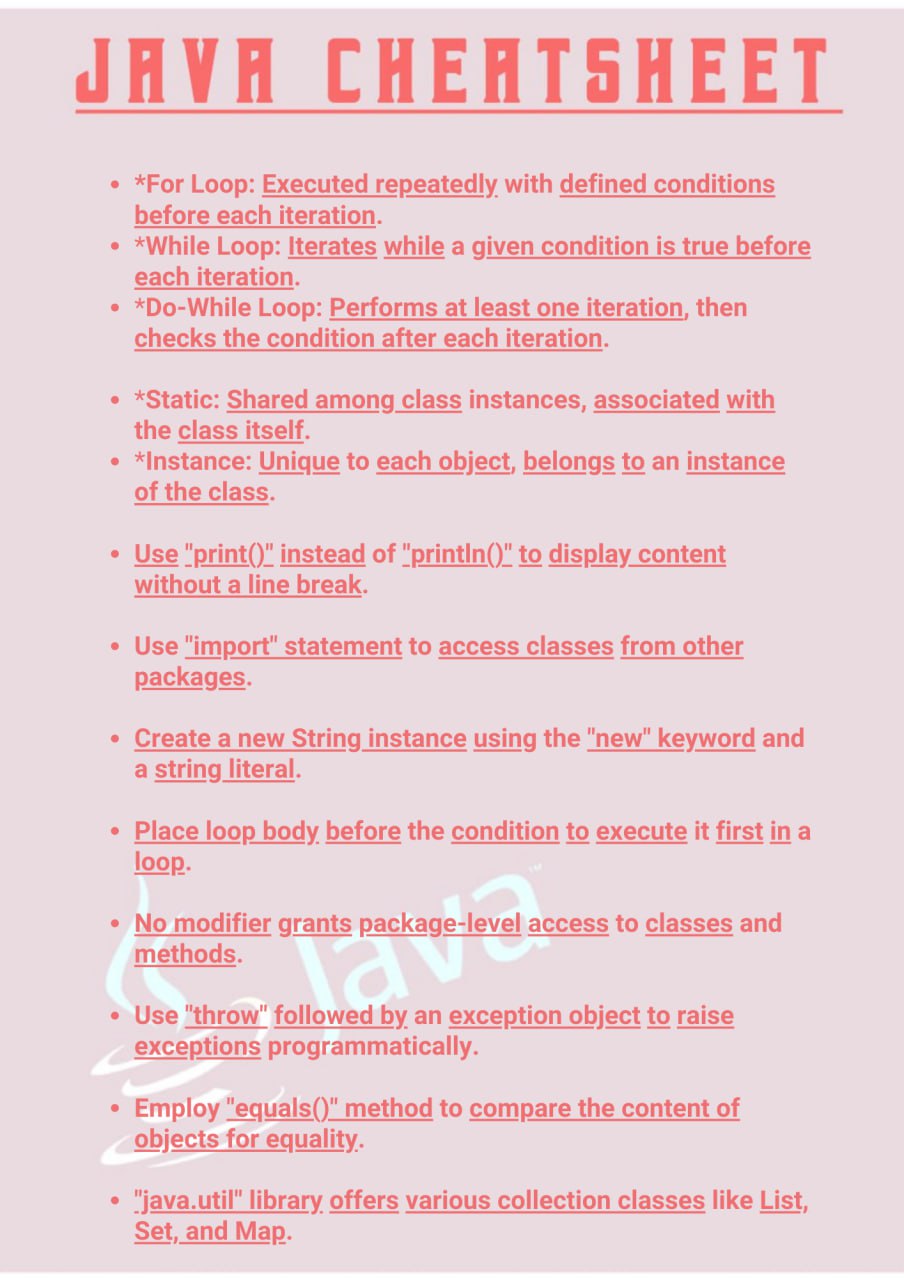 JAVA CHEATSHEET
• *For Loop: Executed repeatedly with defined conditions
before each iteration.
• *While Loop: Iterates while a given condition is true before
each iteration.
• *Do-While Loop: Performs at least one iteration, then
checks the condition after each iteration.
• *Static: Shared among class instances, associated with
the class itself.
• *Instance: Unique to each object, belongs to an instance
of the class.
• Use "print()" instead of "println()" to display content
without a line break.
• Use "import" statement to access classes from other
packages.
• Create a new String instance using the "new" keyword and
a string literal.
• Place loop body before the condition to execute it first in a
loop.
• No modifier grants package-level access to classes and
methods.
• Use "throw" followed by an exception object to raise
exceptions programmatically.
• Employ "equals()" method to compare the content of
objects for equality.
• "java.util" library offers various collection classes like List,
Set, and Map.
Java™